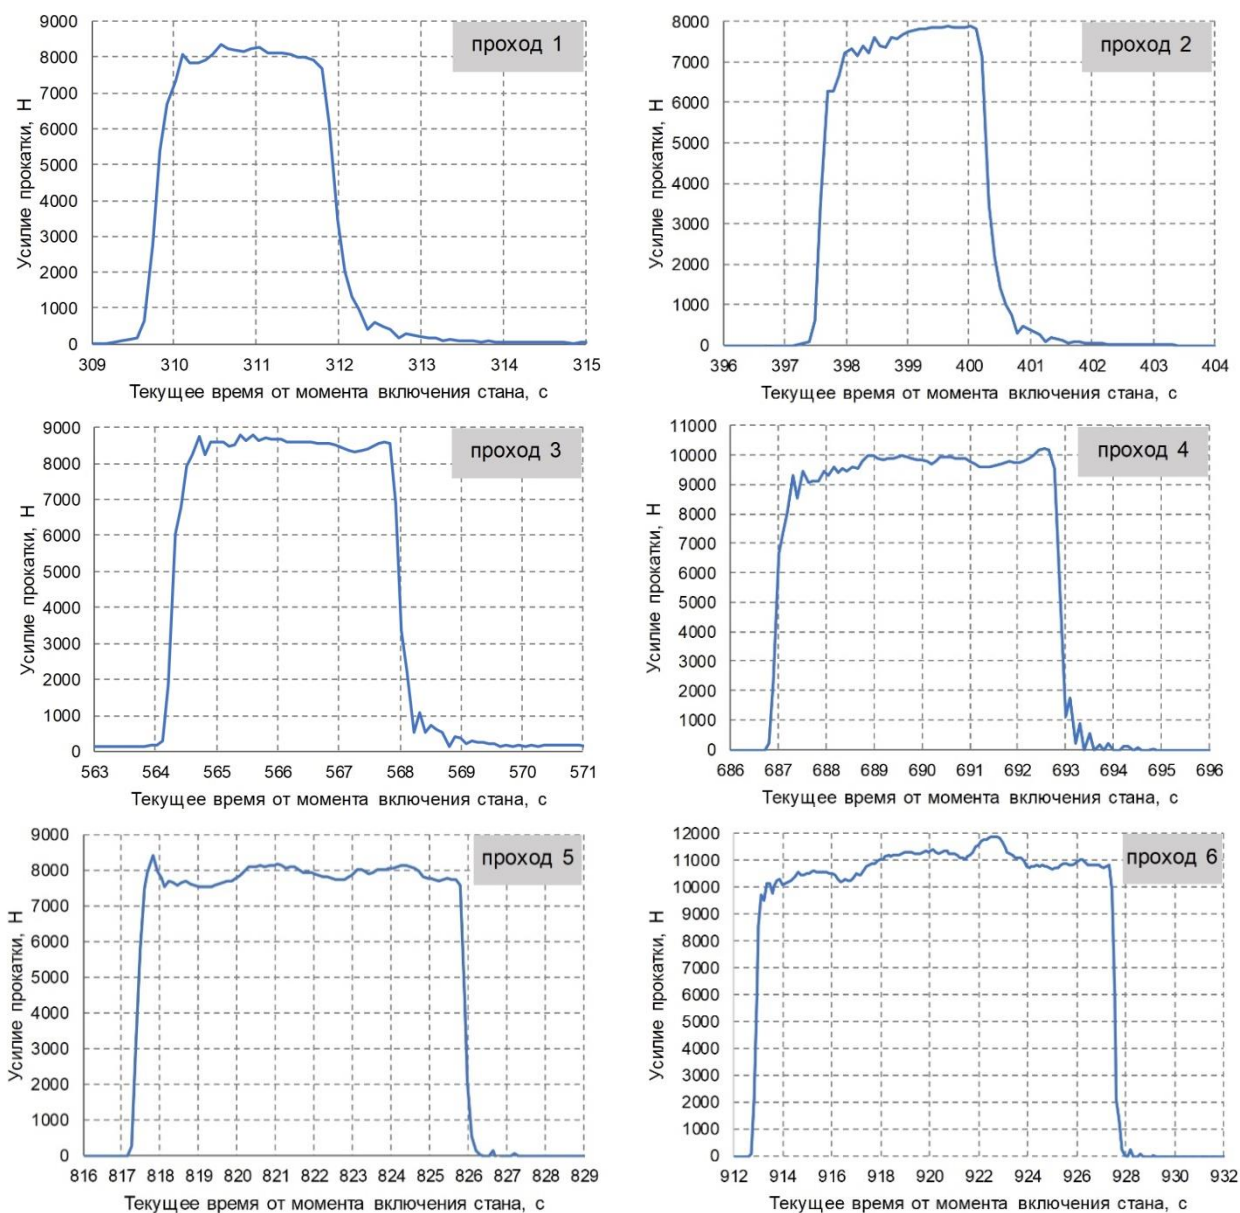 проход 1
Усилие прокатки, Н
9000
8000
7000
6000
5000
4000
3000
2000
1000
0
309 310 311 312 313 314 315
Текущее время от момента включения стана, с
проход 2
Усилие прокатки, Н
8000
7000
6000
5000
4000
3000
2000
1000
0
396 397 398 399 400 401 402 403 404
Текущее время от момента включения стана, с
проход 3
Усилие прокатки, Н
9000
8000
7000
6000
5000
4000
3000
2000
1000
0
563 564 565 566 567 568 569 570 571
Текущее время от момента включения стана, с
проход 4
Усилие прокатки, Н
11000
10000
9000
8000
7000
6000
5000
4000
3000
2000
1000
0
686 687 688 689 690 691 692 693 694 695 696
Текущее время от момента включения стана, с
проход 5
Усилие прокатки, Н
9000
8000
7000
6000
5000
4000
3000
2000
1000
0
816 817 818 819 820 821 822 823 824 825 826 827 828 829
Текущее время от момента включения стана, с
проход 6
Усилие прокатки, Н
12000
11000
10000
9000
8000
7000
6000
5000
4000
3000
2000
1000
0
912 914 916 918 920 922 924 926 928 930 932
Текущее время от момента включения стана, с